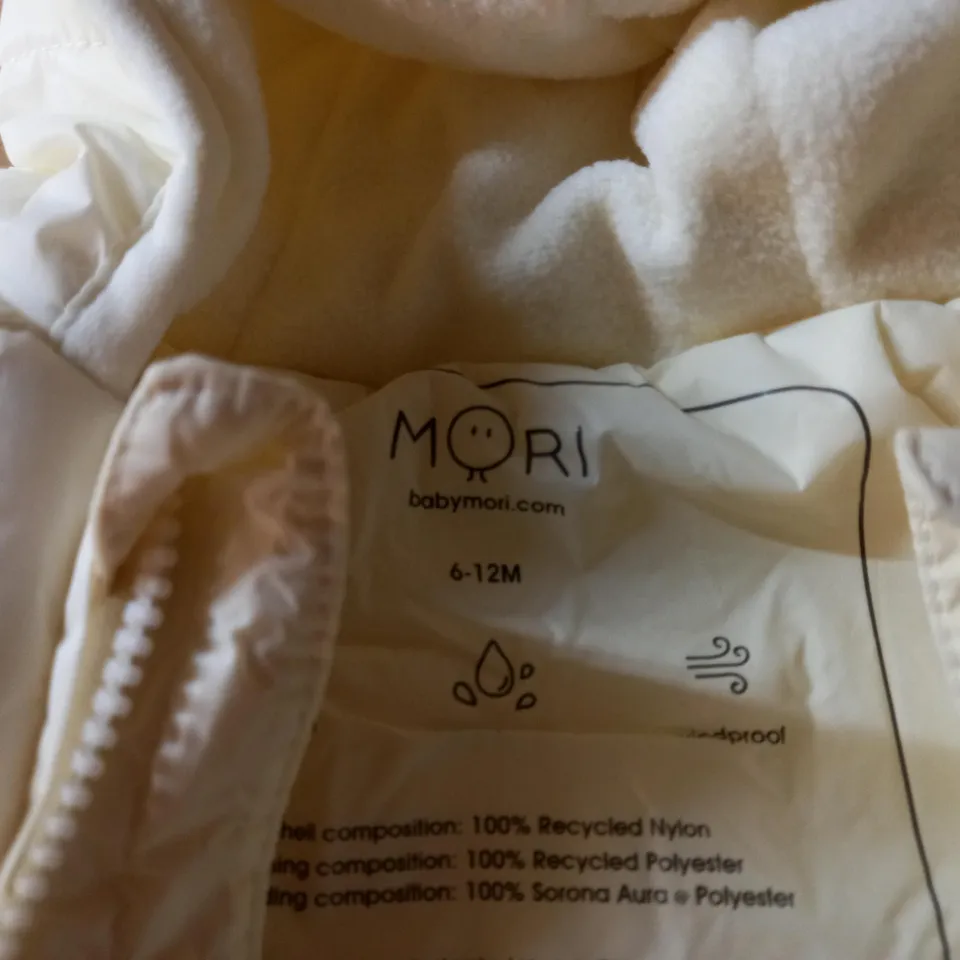 MORI
babymori.com
6-12M
composition: 100% Recycled Nylon
composition: 100% Recycled Polyester
composition: 100% Sorona Aura ® Polyester